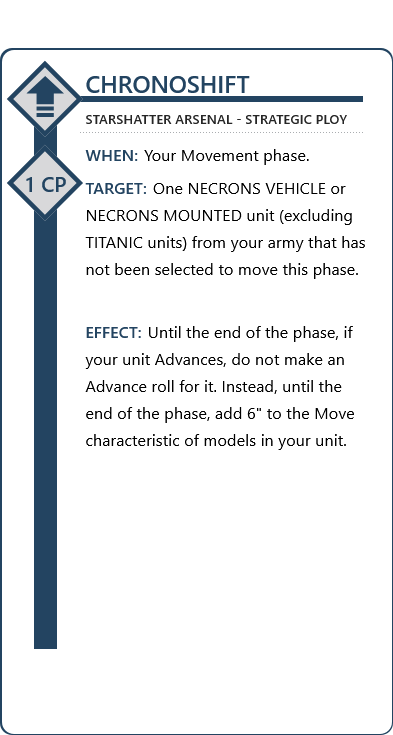 CHRONOSHIFT
STARSHATTER ARSENAL - STRATEGIC PLOY
1 CP
WHEN: Your Movement phase.
TARGET: One NECRONS VEHICLE or
NECRONS MOUNTED unit (excluding
TITANIC units) from your army that has
not been selected to move this phase.
EFFECT: Until the end of the phase, if
your unit Advances, do not make an
Advance roll for it. Instead, until the
end of the phase, add 6" to the Move
characteristic of models in your unit.